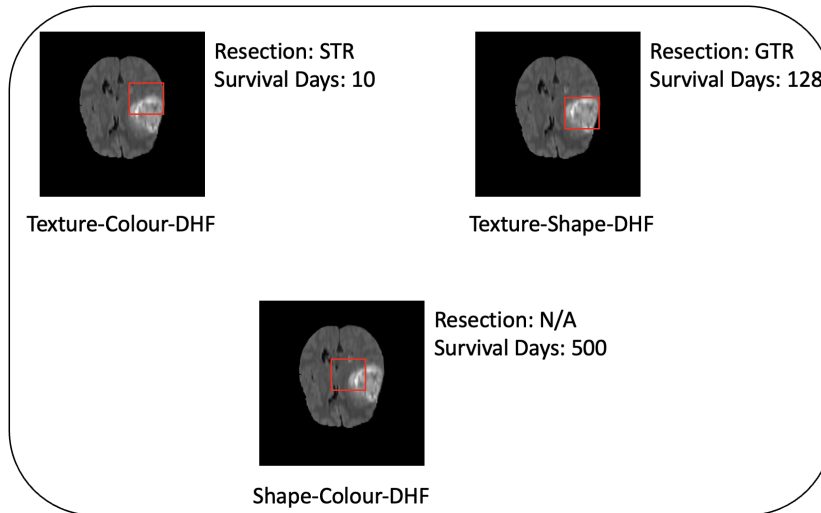 Resection: STR
Survival Days: 10
Texture-Colour-DHF
Resection: GTR
Survival Days: 128
Texture-Shape-DHF
Resection: N/A
Survival Days: 500
Shape-Colour-DHF